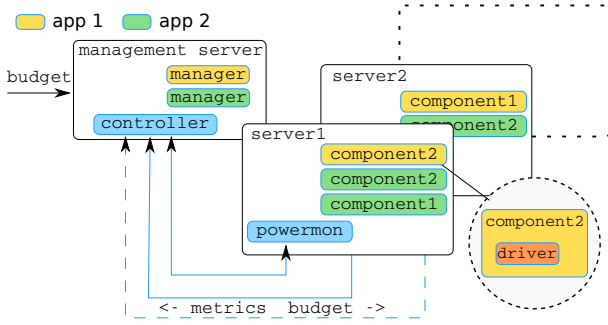 app 1
app 2
management server
budget
manager
manager
controller
server2
component1
component2
server1
component2
component2
component1
powermon
component2
driver
<- metrics budget ->